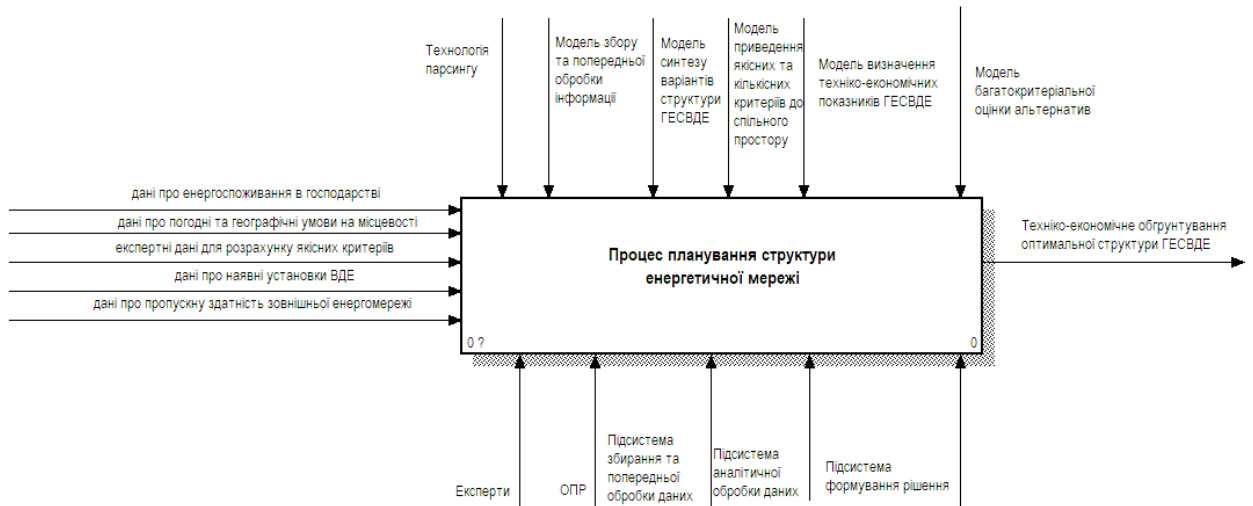 Технологія
парсингу
Модель збору
та попередньої
обробки
інформації
Модель
синтезу
варіантів
структури
ГЕСВДЕ
Модель
приведення
якісних та
кількісних
критеріїв до
спільного
простору
Модель визначення
техніко-економічних
показників ГЕСВДЕ
Модель
багатокритеріальної
оцінки альтернатив
дані про енергоспоживання в господарстві
дані про погодні та географічні умови на місцевості
експертні дані для розрахунку якісних критеріїв
дані про наявні установки ВДЕ
дані про пропускну здатність зовнішньої енергомережі
Процес планування структури
енергетичної мережі
0 ?
0
Техніко-економічне обгрунтування
оптимальної структури ГЕСВДЕ
Експерти
ОПР
Підсистема
збирання та
попередньої
обробки даних
Підсистема
аналітичної
обробки даних
Підсистема
формування рішення